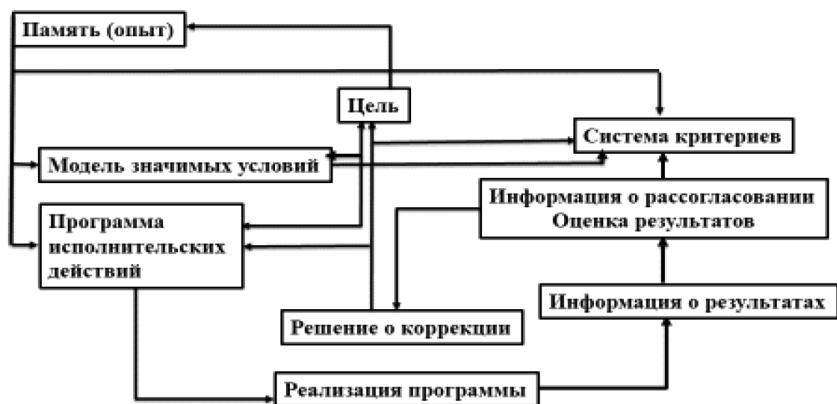 Память (опыт)
Цель
Система критериев
Модель значимых условий
Информация о рассогласовании
Оценка результатов
Программа
исполнительских
действий
Информация о результатах
Решение о коррекции
Реализация программы